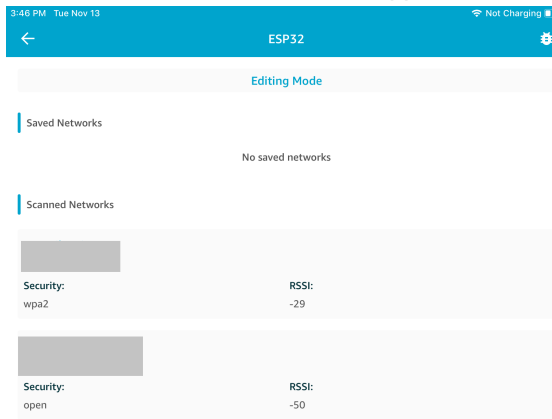 3:46 PM Tue Nov 13 Not Charging
ESP32
Editing Mode
Saved Networks
No saved networks
Scanned Networks
Security: RSSI:
wpa2 -29
Security: RSSI:
open -50